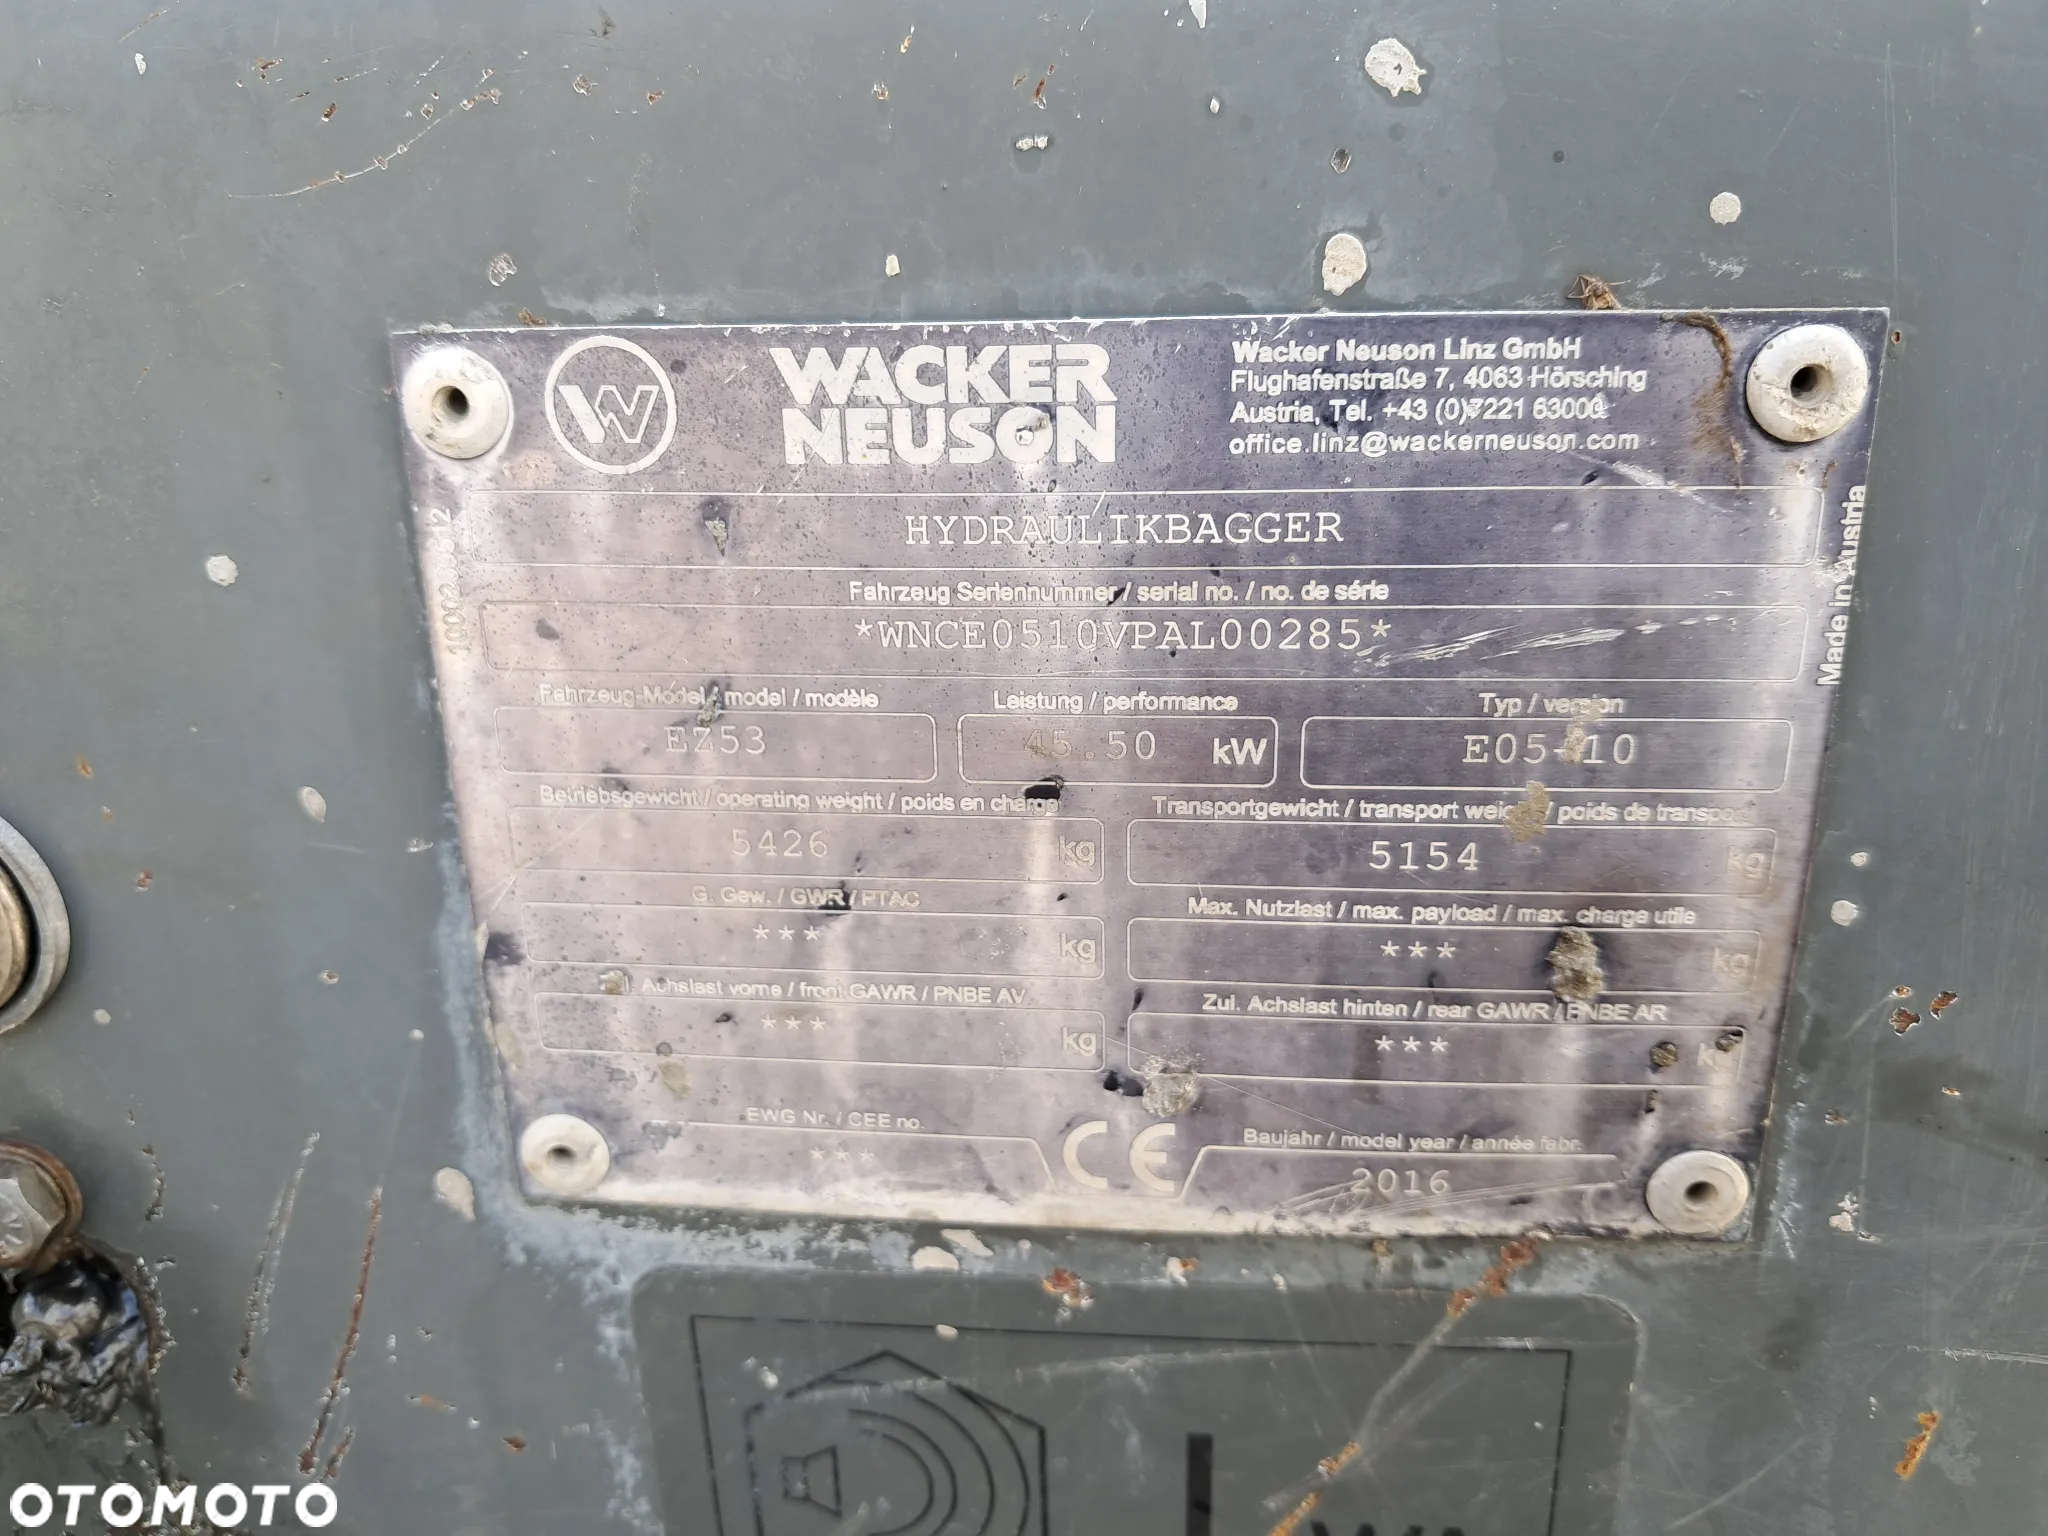 W
WACKER
NEUSON
Wacker Neuson Linz GmbH
Flughafenstraße 7, 4063 Hörsching
Austria, Tel. +43 (0)7221 63000
office.linz@wackerneuson.com
HYDRAULIKBAGGER
Fahrzeug Seriennummer / serial no. / no. de série
*WNCE0510VPAL00285*
Fahrzeug-Model / model / modèle
Leistung / performance
Typ / version
EZ53
45.50 kW
E05-10
Betriebsgewicht / operating weight / poids en charge
Transportgewicht / transport weight / poids de transport
5426 kg
5154 kg
G. Gew. / GWR / PTAC
Max. Nutzlast / max. payload / max. charge utile
*** kg
*** kg
Achslast vorne / front GAWR / PNBE AV
Zul. Achslast hinten / rear GAWR / PNBE AR
*** kg
*** kg
EWG Nr. / CEE no.
***
CE
Baujahr / model year / année fabr.
2016
Made in Austria
OTOMOTO